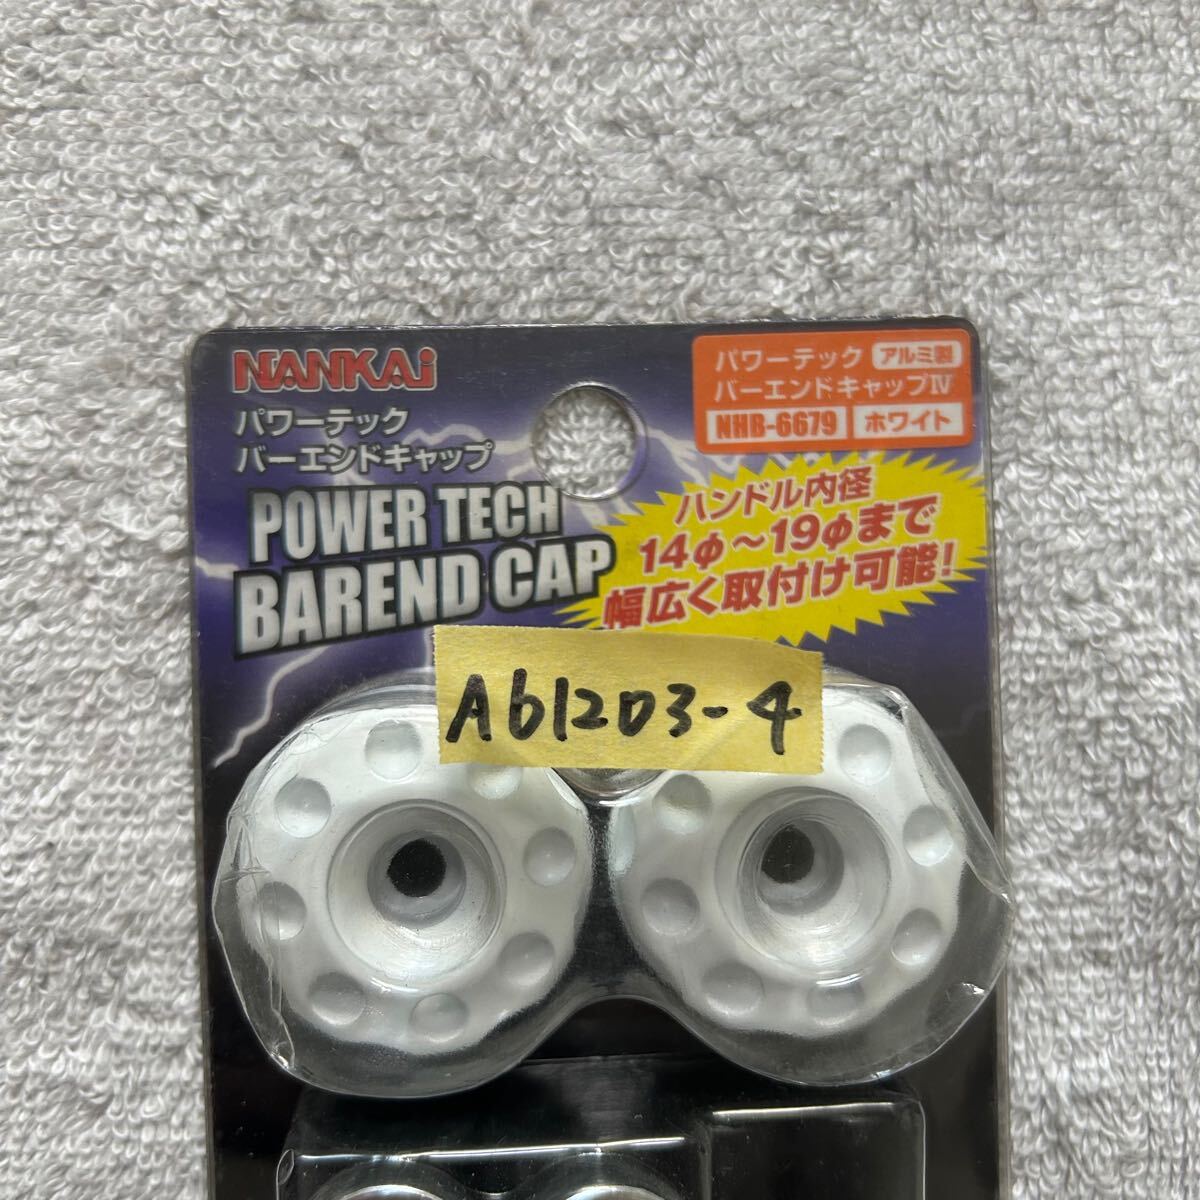 NANKAi
パワーテック
バーエンドキャップ
POWER TECH
BAREND CAP
パワーテック アルミ製
バーエンドキャップⅣ
NHB-6679 ホワイト
ハンドル内径
14φ～19φまで
幅広く取付け可能!
A61203-4